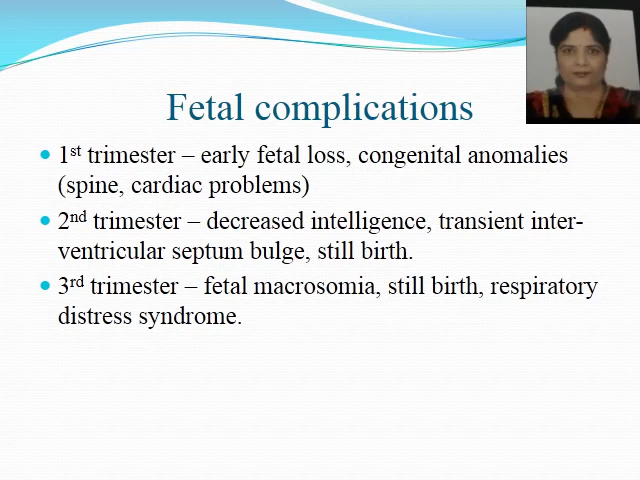 Fetal complications
1st trimester – early fetal loss, congenital anomalies
(spine, cardiac problems)
2nd trimester – decreased intelligence, transient inter-
ventricular septum bulge, still birth.
3rd trimester – fetal macrosomia, still birth, respiratory
distress syndrome.